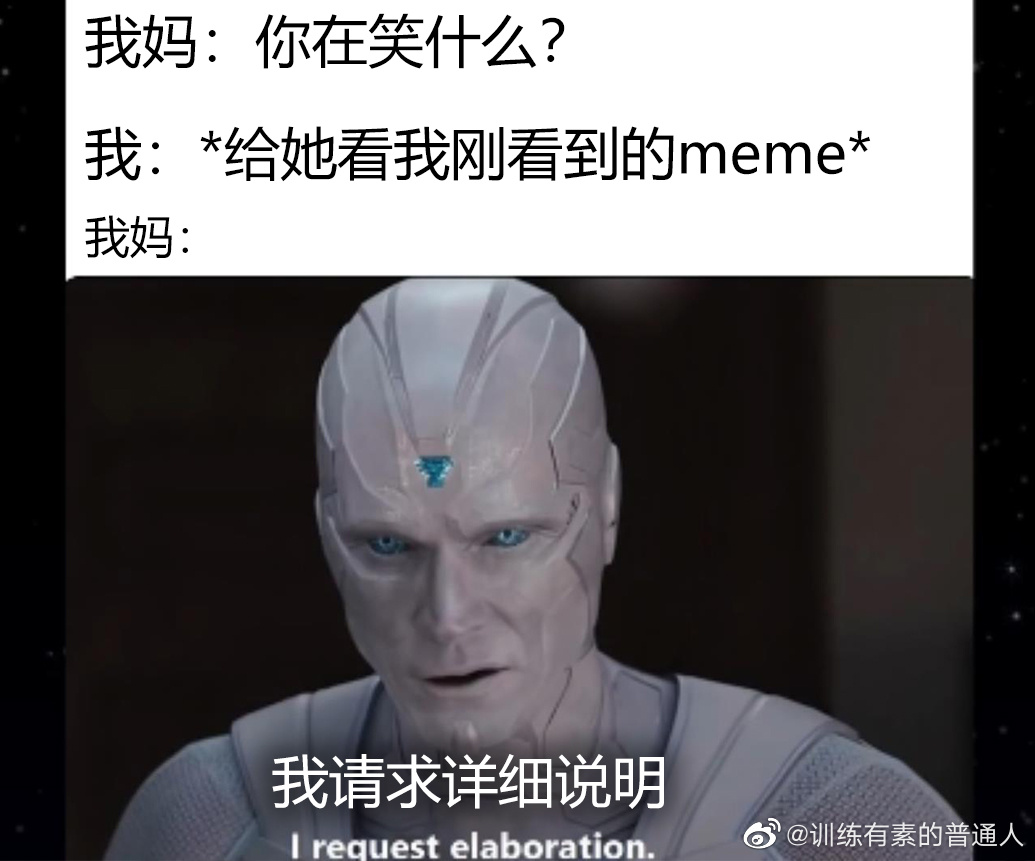 我妈：你在笑什么？
我：*给她看我刚看到的meme*
我妈：
我请求详细说明
I request elaboration.
@训练有素的普通人